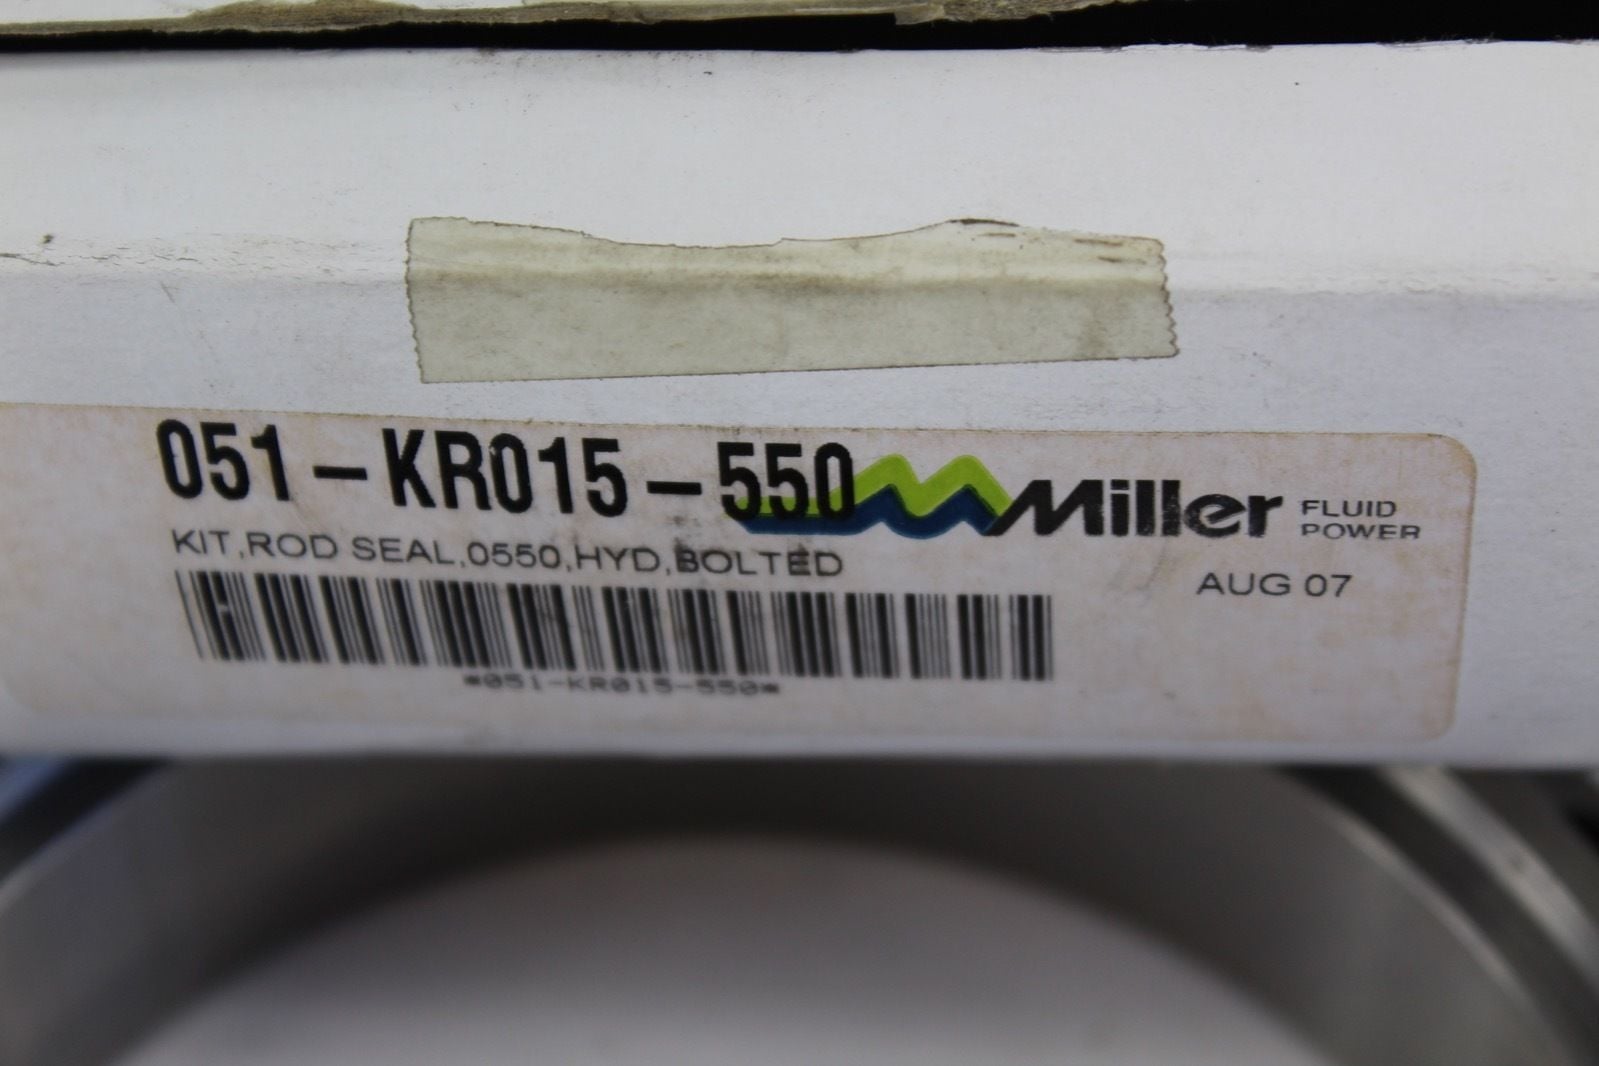 051-KR015-550
Miller FLUID POWER
KIT,ROD SEAL,0550,HYD,BOLTED
AUG 07
*051-KR015-550*